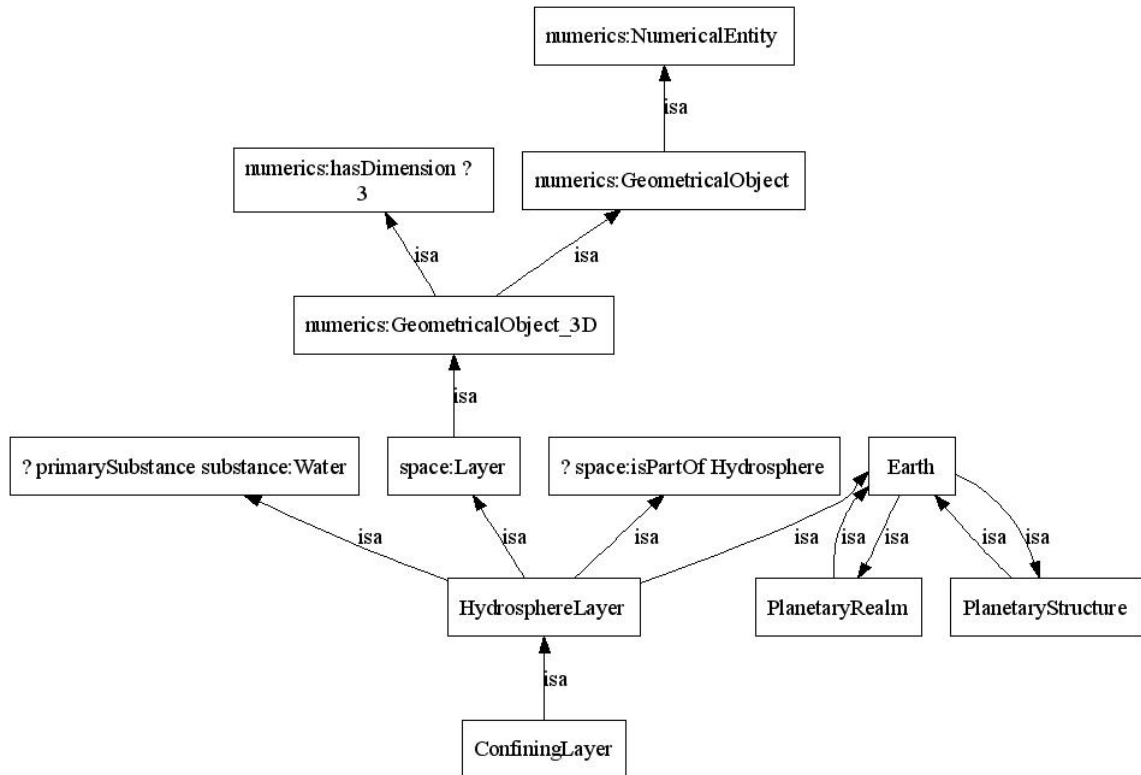 numerics:NumericalEntity
isa
numerics:hasDimension ?
3
numerics:GeometricalObject
isa
isa
numerics:GeometricalObject_3D
isa
? primarySubstance substance:Water
space:Layer
? space:isPartOf Hydrosphere
Earth
isa
isa
isa
isa
isa
isa
isa
isa
HydrosphereLayer
PlanetaryRealm
PlanetaryStructure
isa
ConfiningLayer